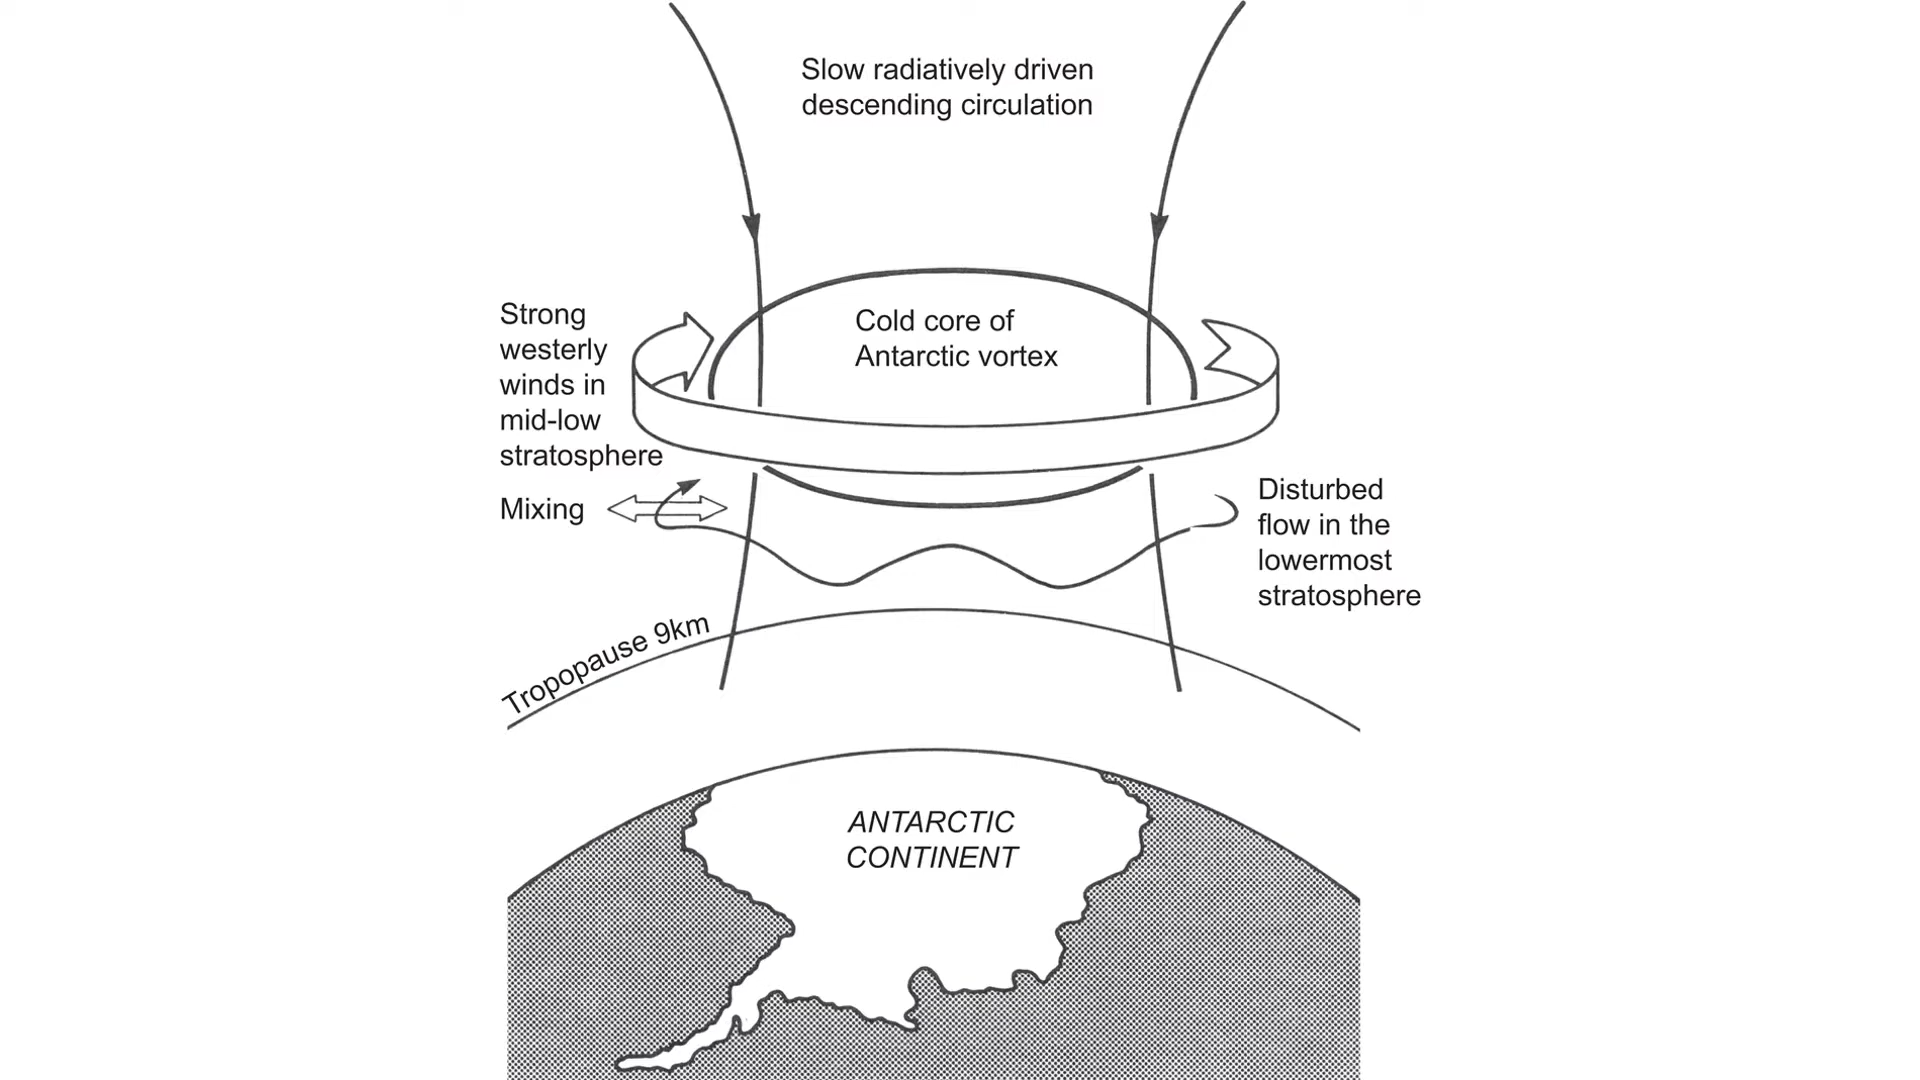 Slow radiatively driven
descending circulation
Strong
westerly
winds in
mid-low
stratosphere
Cold core of
Antarctic vortex
Mixing
Disturbed
flow in the
lowermost
stratosphere
Tropopause 9km
ANTARCTIC
CONTINENT